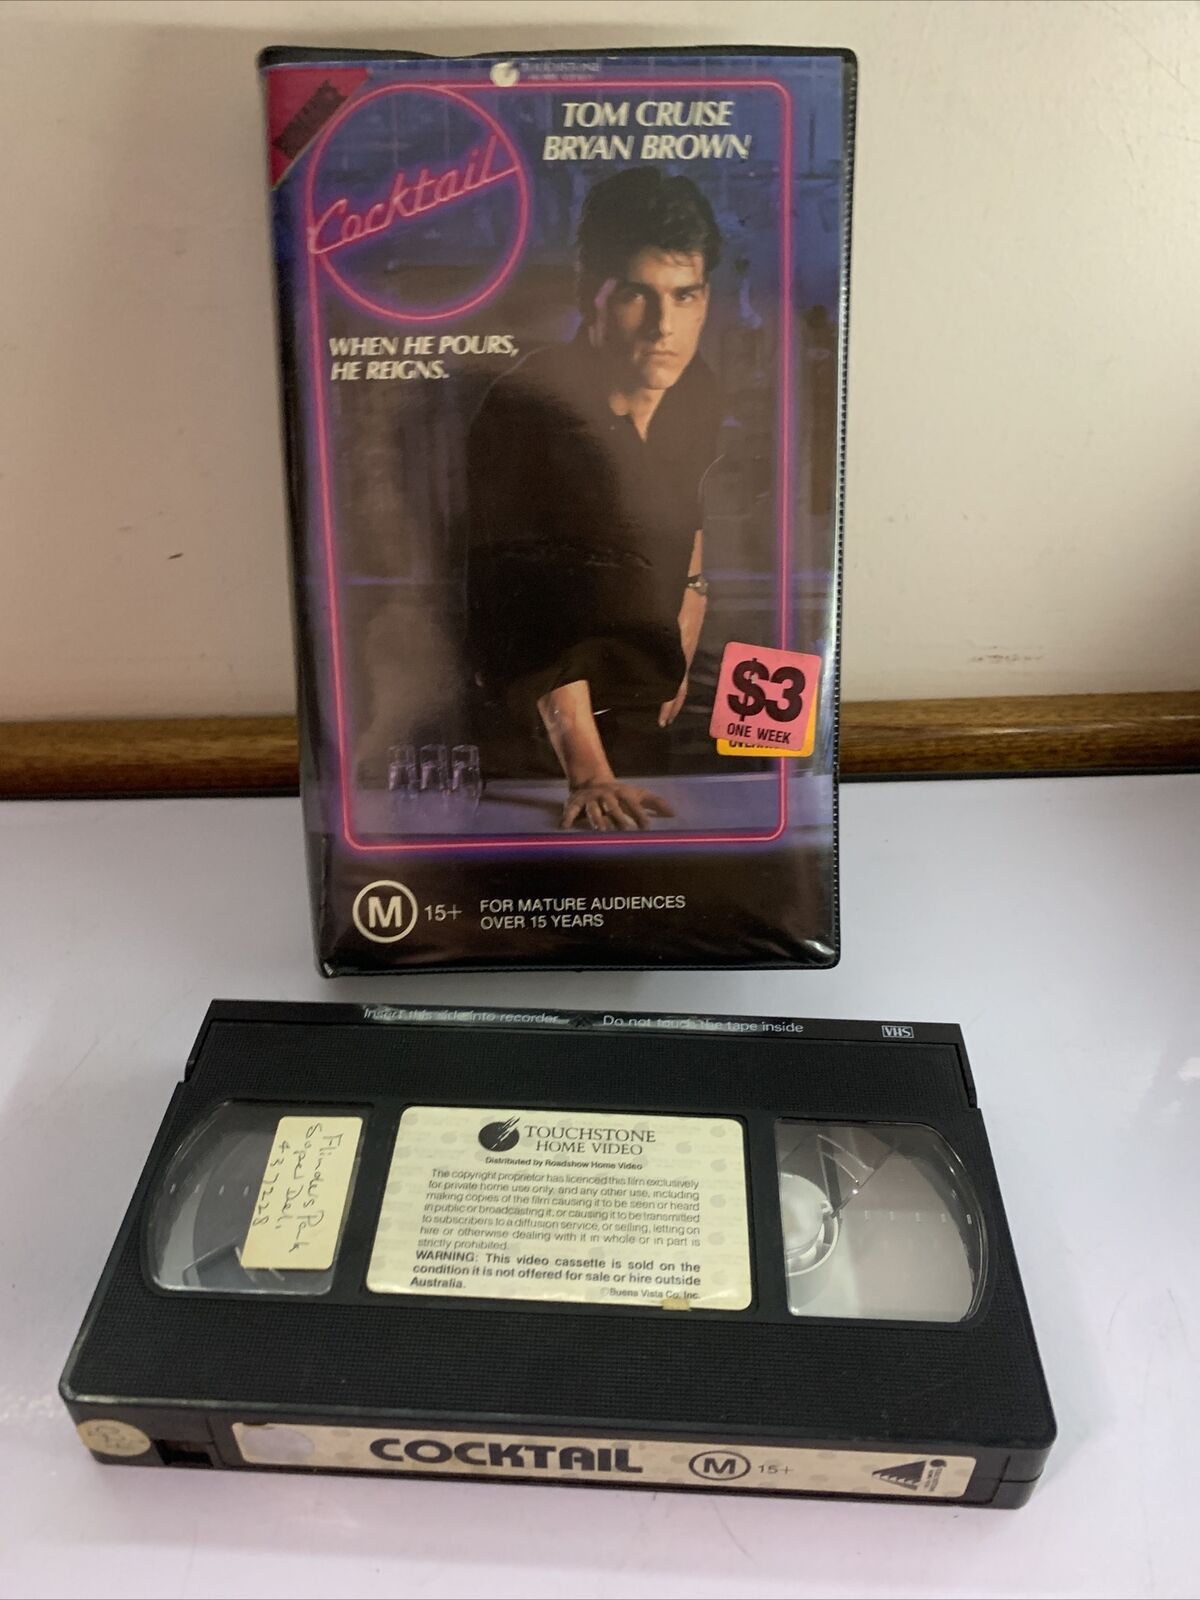 TOUCHSTONE
HOME VIDEO
TOM CRUISE
BRYAN BROWN
Cocktail
WHEN HE POURS,
HE REIGNS.
$3
ONE WEEK
M 15+ FOR MATURE AUDIENCES
OVER 15 YEARS
Insert this side into recorder Do not touch the tape inside VHS
Flinders Park
437228
TOUCHSTONE
HOME VIDEO
Distributed by Roadshow Home Video
The copyright proprietor has licenced this film exclusively
for private home use only, and any other use, including
making copies of the film causing it to be seen or heard
in public or broadcasting it, or causing it to be transmitted
to subscribers to a diffusion service, or selling, letting on
hire or otherwise dealing with it in whole or in part is
strictly prohibited.
WARNING: This video cassette is sold on the
condition it is not offered for sale or hire outside
Australia.
©Buena Vista Co. Inc.
COCKTAIL M 15+